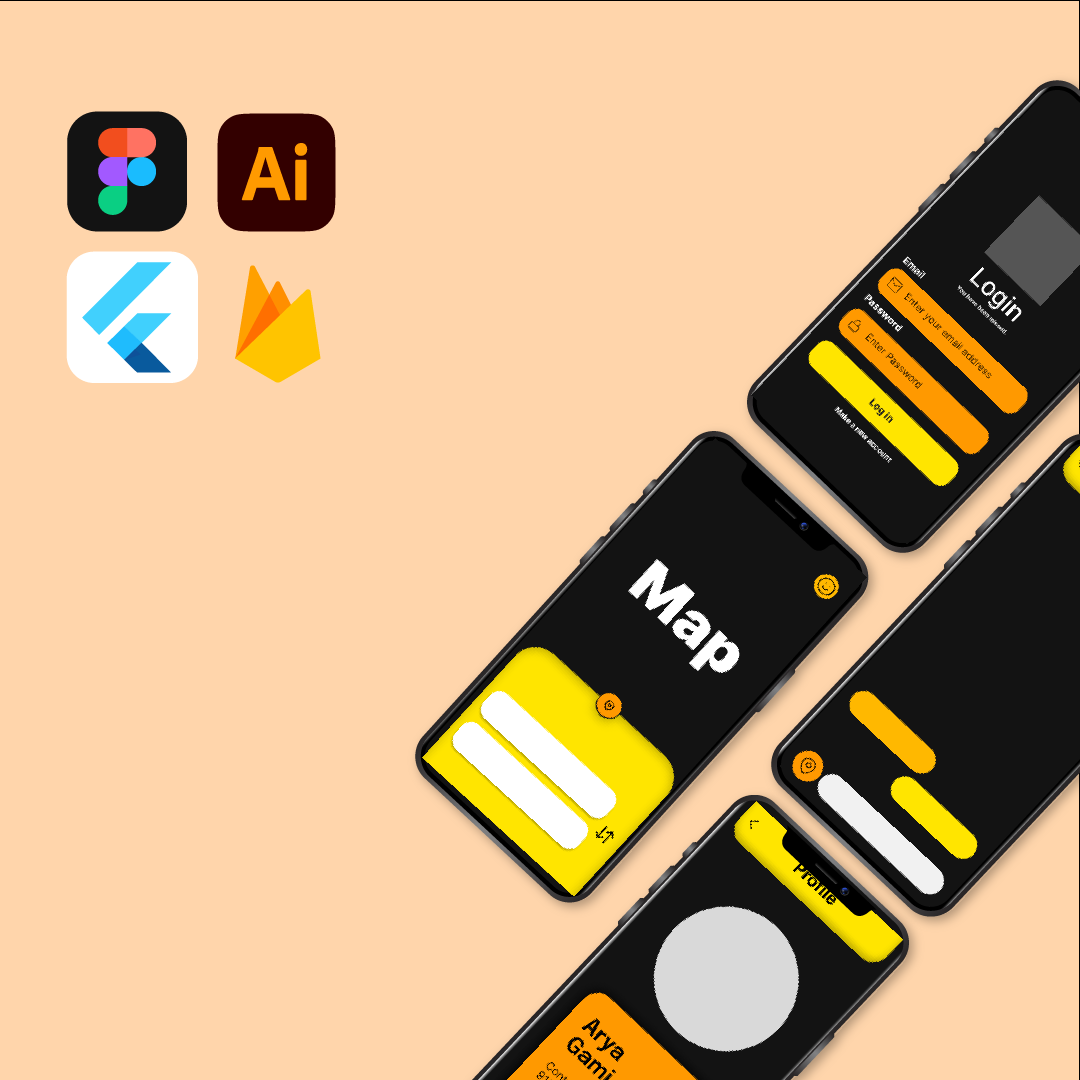 Ai
Login
You have been missed!
Email
Enter your email address
Password
Enter Password
Log in
Make a new account
Map
Profile
Arya
Gami